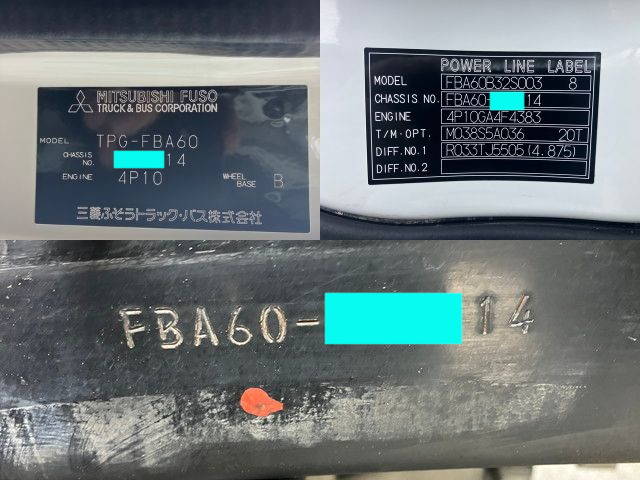 MITSUBISHI FUSO
TRUCK & BUS CORPORATION
MODEL TPG-FBA60
CHASSIS NO. 14
ENGINE 4P10 WHEEL BASE B
三菱ふそうトラック・バス株式会社
POWER LINE LABEL
MODEL FBA60B32S003 8
CHASSIS NO. FBA60- 14
ENGINE 4P10GA4F4383
T/M·OPT. M038S5A036 20T
DIFF.NO.1 R033TJ5505(4.875)
DIFF.NO.2
FBA60- 14